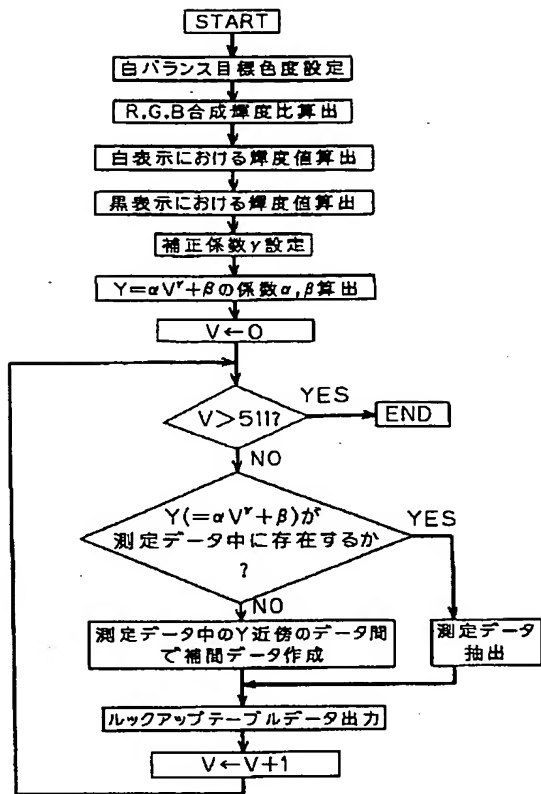 START
白バランス目標色度設定
R.G.B合成輝度比算出
白表示における輝度値算出
黒表示における輝度値算出
補正係数γ設定
Y=αVγ+βの係数α,β算出
V←0
V>511?
YES
END
NO
Y(=αVγ+β)が
測定データ中に存在するか
?
YES
NO
測定データ中のY近傍のデータ間
で補間データ作成
測定データ
抽出
ルックアップテーブルデータ出力
V←V+1